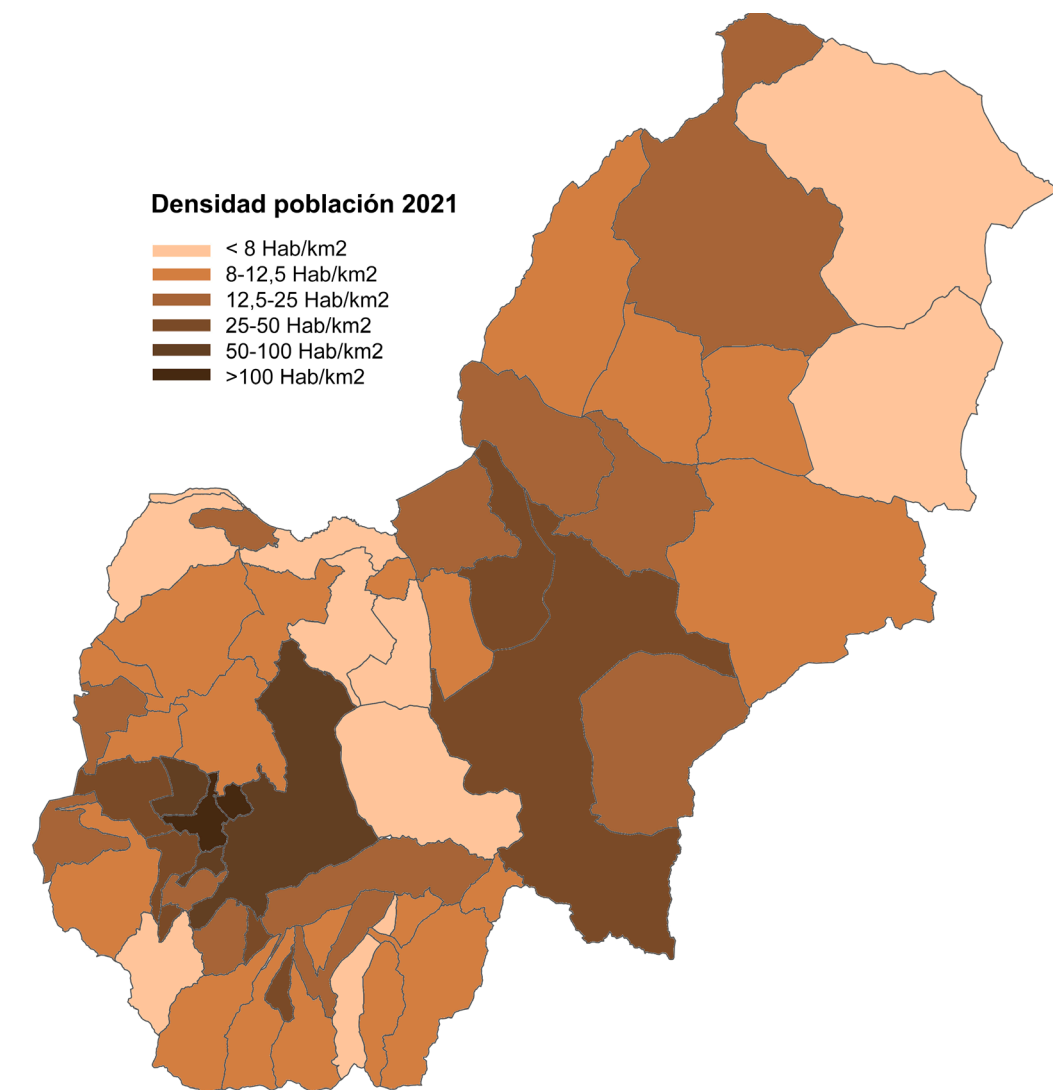 Densidad población 2021
< 8 Hab/km2
8-12,5 Hab/km2
12,5-25 Hab/km2
25-50 Hab/km2
50-100 Hab/km2
>100 Hab/km2